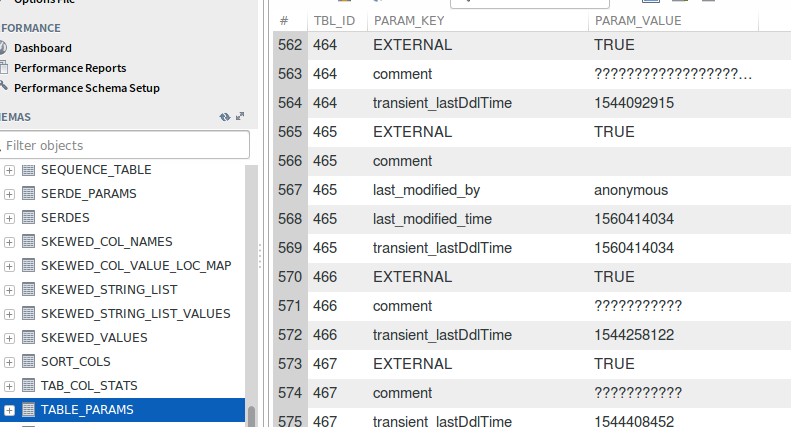 Options File
FORMANCE
Dashboard
Performance Reports
Performance Schema Setup
EMAS
Filter objects
SEQUENCE_TABLE
SERDE_PARAMS
SERDES
SKEWED_COL_NAMES
SKEWED_COL_VALUE_LOC_MAP
SKEWED_STRING_LIST
SKEWED_STRING_LIST_VALUES
SKEWED_VALUES
SORT_COLS
TAB_COL_STATS
TABLE_PARAMS
# TBL_ID PARAM_KEY PARAM_VALUE
562 464 EXTERNAL TRUE
563 464 comment ??????????????????...
564 464 transient_lastDdlTime 1544092915
565 465 EXTERNAL TRUE
566 465 comment
567 465 last_modified_by anonymous
568 465 last_modified_time 1560414034
569 465 transient_lastDdlTime 1560414034
570 466 EXTERNAL TRUE
571 466 comment ???????????
572 466 transient_lastDdlTime 1544258122
573 467 EXTERNAL TRUE
574 467 comment ???????????
575 467 transient_lastDdlTime 1544408452